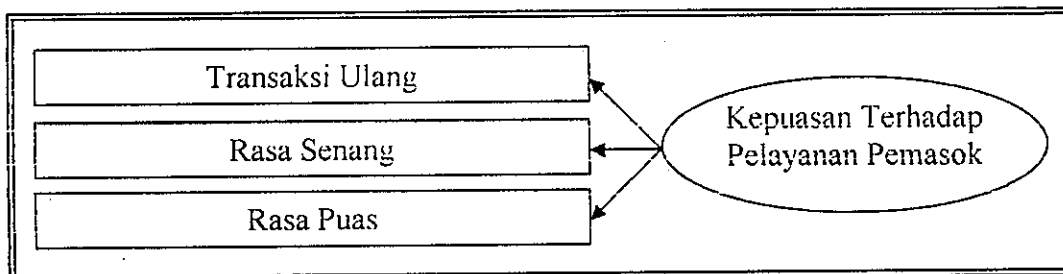 Transaksi Ulang
Rasa Senang
Rasa Puas
Kepuasan Terhadap
Pelayanan Pemasok